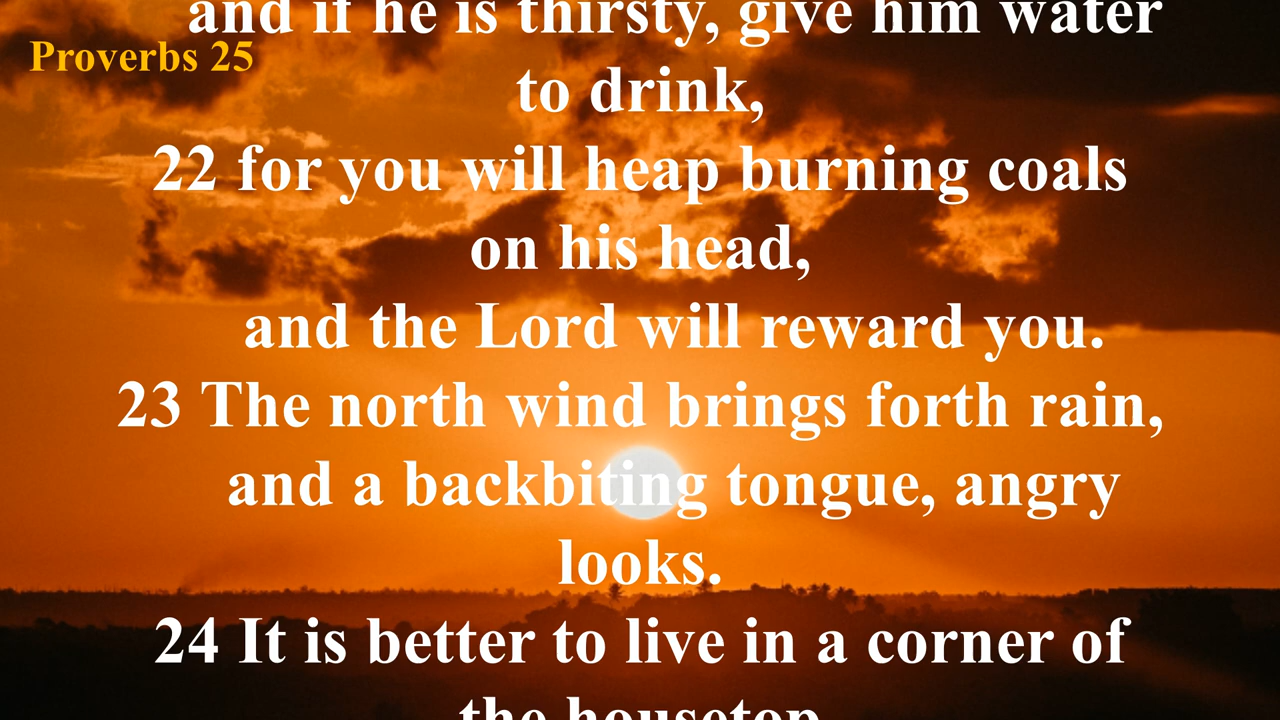 and if he is thirsty, give him water
Proverbs 25
to drink,
22 for you will heap burning coals
on his head,
and the Lord will reward you.
23 The north wind brings forth rain,
and a backbiting tongue, angry
looks.
24 It is better to live in a corner of
the housetop